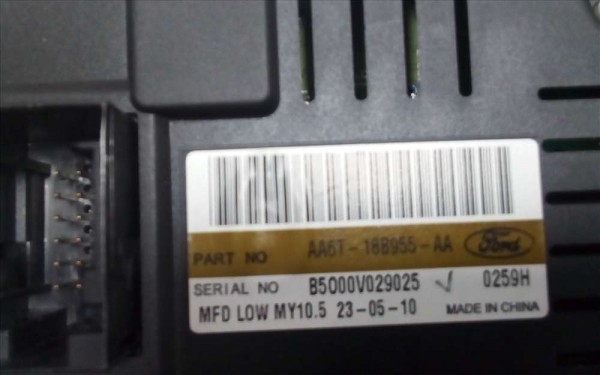 PART NO AA6T-18B955-AA Ford
SERIAL NO B5000V029025 0259H
MFD LOW MY10.5 23-05-10 MADE IN CHINA